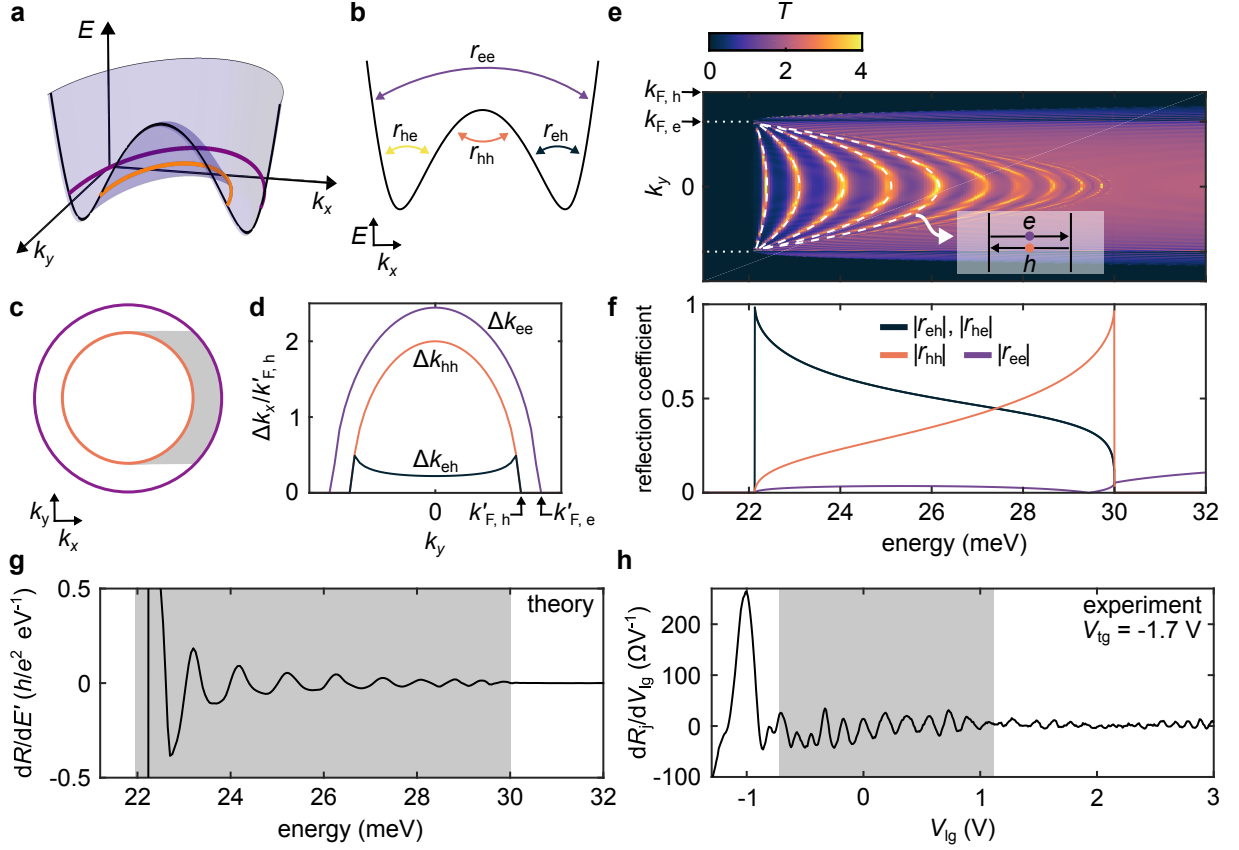 a
E
k_x
k_y
b
r_ee
r_he
r_hh
r_eh
E
k_x
c
k_y
k_x
d
Δk_x/k'_F, h
2
1
0
Δk_ee
Δk_hh
Δk_eh
0
k'_F, h
k'_F, e
k_y
e
T
0 2 4
k_F, h
k_F, e
k_y
0
e
h
f
reflection coefficient
1
0.5
0
|r_eh|, |r_he|
|r_hh| |r_ee|
22 24 26 28 30 32
energy (meV)
g
dR/dE′ (h/e² eV⁻¹)
0.5
0
-0.5
theory
22 24 26 28 30 32
energy (meV)
h
dR_j/dV_lg (ΩV⁻¹)
200
100
0
-100
experiment
V_tg = -1.7 V
-1 0 1 2 3
V_lg (V)